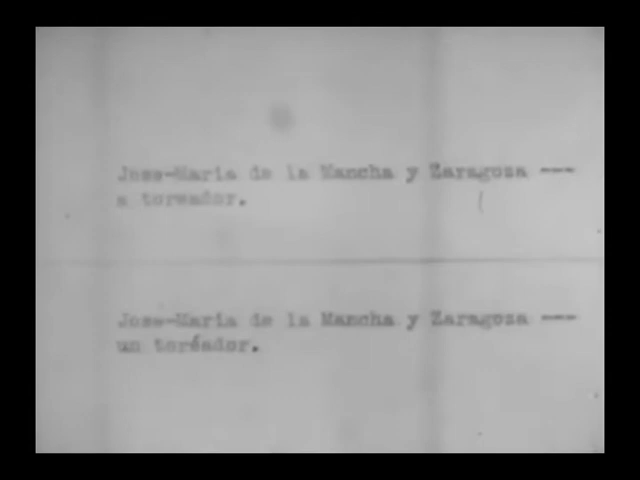 Jose-Maria de la Mancha y Zaragoza ---
a toreador.
Jose-Maria de la Mancha y Zaragoza ---
un toréador.